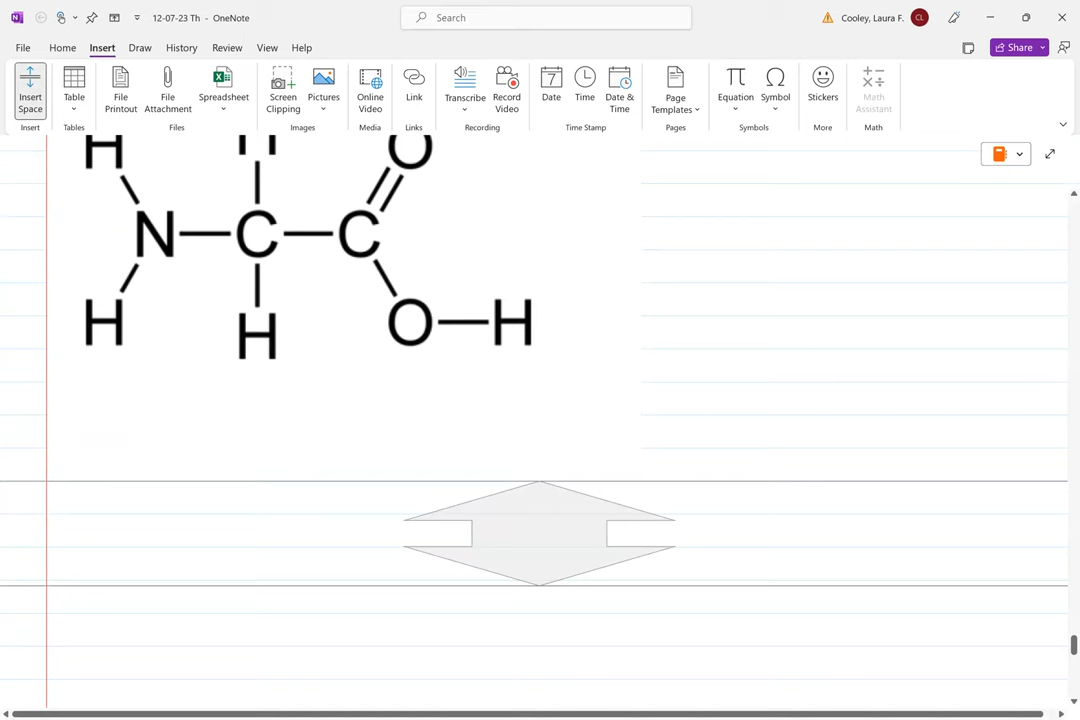 12-07-23 Th - OneNote
Search
Cooley, Laura F.
CL
File Home Insert Draw History Review View Help
Share
Insert Space
Table
File Printout
File Attachment
Spreadsheet
Screen Clipping
Pictures
Online Video
Link
Transcribe
Record Video
7
Date
Time
Date & Time
Page Templates
Equation
Symbol
Stickers
Math Assistant
Insert Tables Files Images Media Links Recording Time Stamp Pages Symbols More Math
H H O
N C C
H H O H